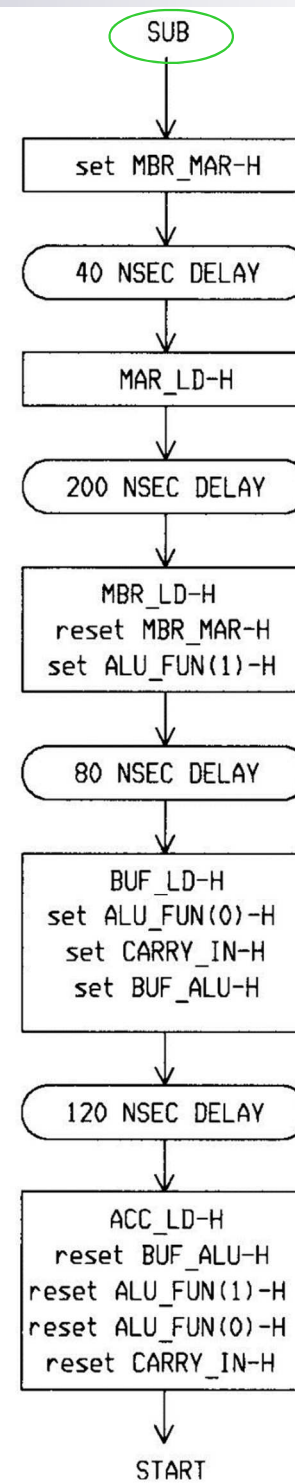 SUB
set MBR_MAR-H
40 NSEC DELAY
MAR_LD-H
200 NSEC DELAY
MBR_LD-H
reset MBR_MAR-H
set ALU_FUN(1)-H
80 NSEC DELAY
BUF_LD-H
set ALU_FUN(0)-H
set CARRY_IN-H
set BUF_ALU-H
120 NSEC DELAY
ACC_LD-H
reset BUF_ALU-H
reset ALU_FUN(1)-H
reset ALU_FUN(0)-H
reset CARRY_IN-H
START